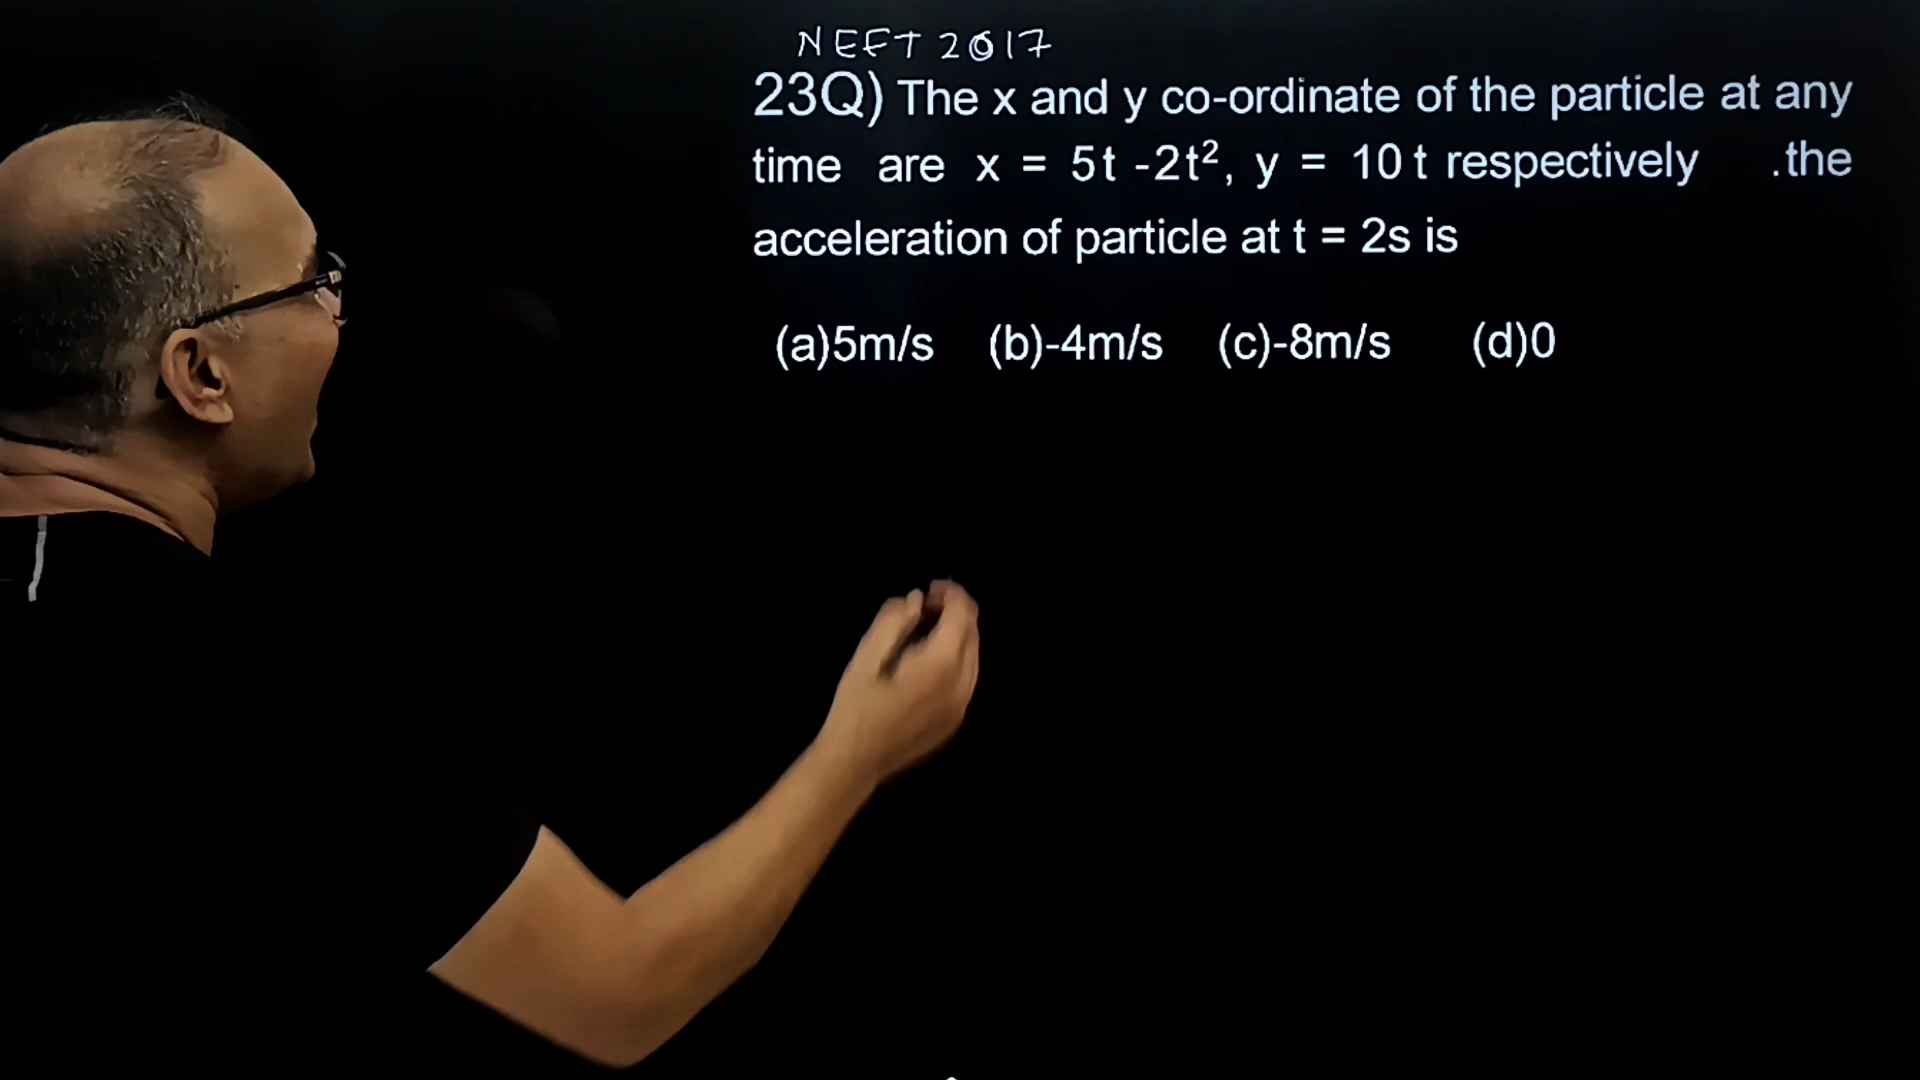 NEET 2017
23Q) The x and y co-ordinate of the particle at any
time are x = 5t -2t², y = 10t respectively .the
acceleration of particle at t = 2s is
(a)5m/s (b)-4m/s (c)-8m/s (d)0